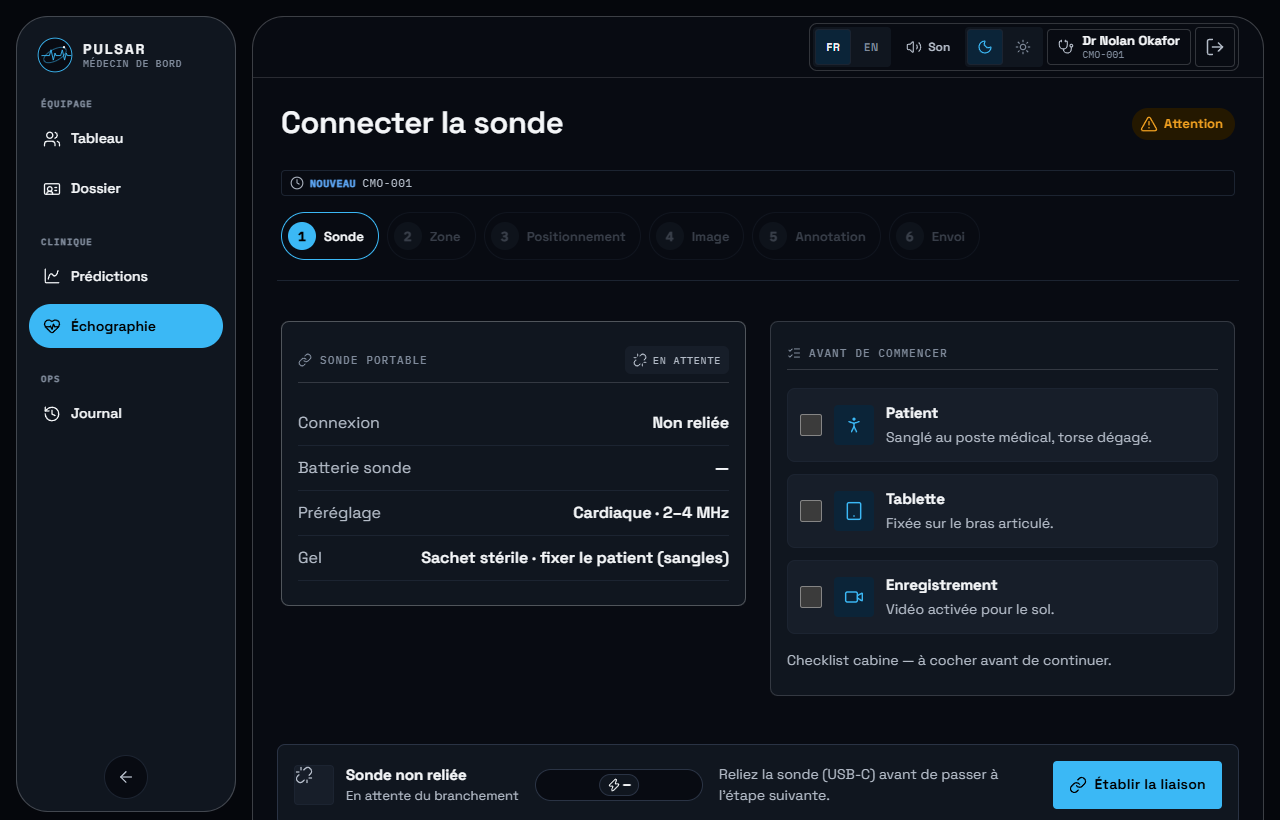 PULSAR
MÉDECIN DE BORD
ÉQUIPAGE
Tableau
Dossier
CLINIQUE
Prédictions
Échographie
OPS
Journal
FR
EN
Son
Dr Nolan Okafor
CMO-001
Connecter la sonde
Attention
NOUVEAU CMO-001
1 Sonde
2 Zone
3 Positionnement
4 Image
5 Annotation
6 Envoi
SONDE PORTABLE
EN ATTENTE
Connexion
Non reliée
Batterie sonde
—
Préréglage
Cardiaque · 2–4 MHz
Gel
Sachet stérile · fixer le patient (sangles)
AVANT DE COMMENCER
Patient
Sanglé au poste médical, torse dégagé.
Tablette
Fixée sur le bras articulé.
Enregistrement
Vidéo activée pour le sol.
Checklist cabine — à cocher avant de continuer.
Sonde non reliée
En attente du branchement
–
Reliez la sonde (USB-C) avant de passer à
l'étape suivante.
Établir la liaison